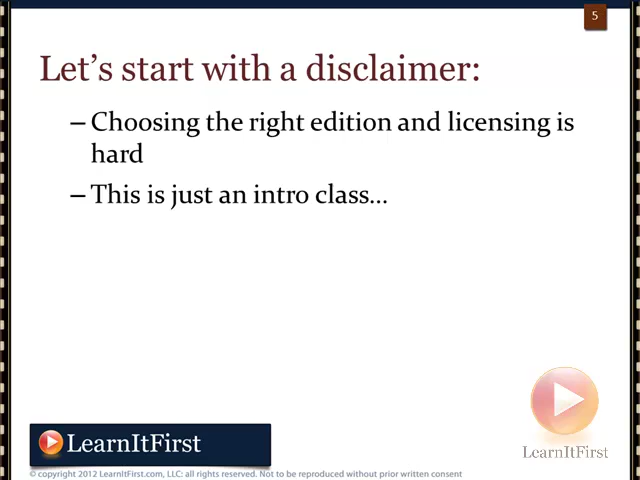 5
Let's start with a disclaimer:
– Choosing the right edition and licensing is
hard
– This is just an intro class...
LearnItFirst
LearnItFirst
© copyright 2012 LearnItFirst.com, LLC: all rights reserved. Not to be reproduced without prior written consent